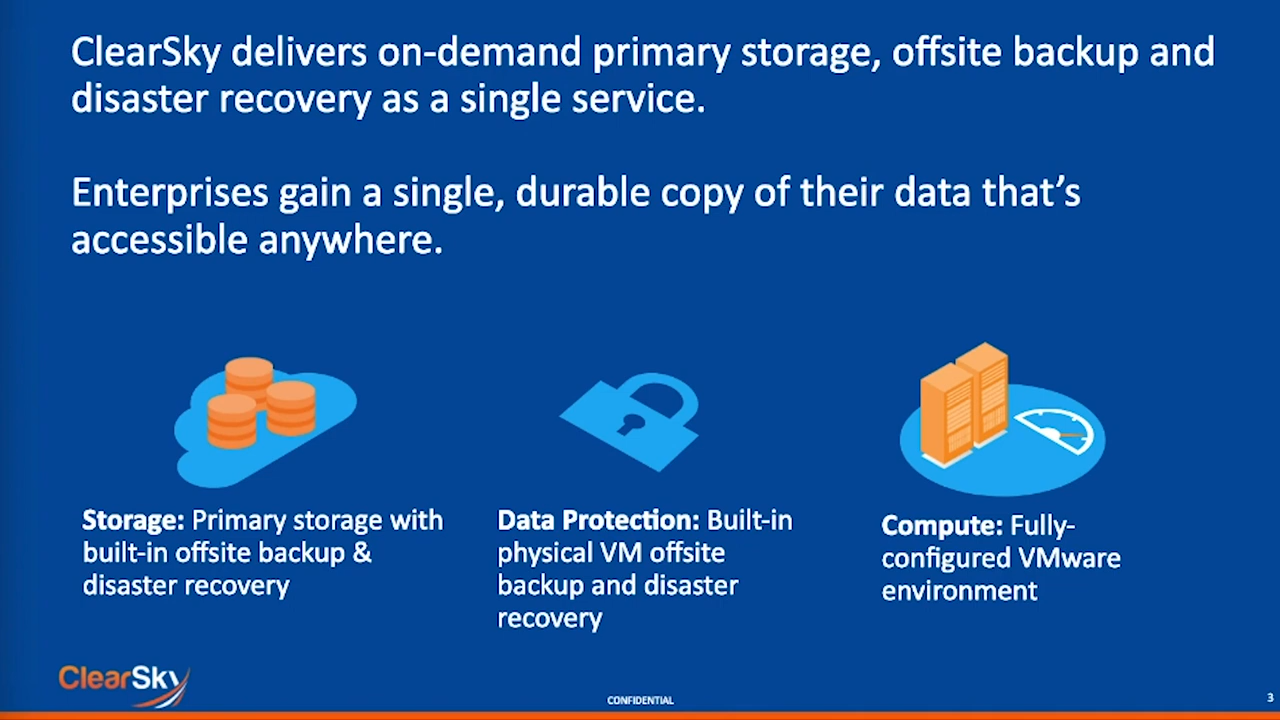 ClearSky delivers on-demand primary storage, offsite backup and
disaster recovery as a single service.
Enterprises gain a single, durable copy of their data that's
accessible anywhere.
Storage: Primary storage with
built-in offsite backup &
disaster recovery
Data Protection: Built-in
physical VM offsite
backup and disaster
recovery
Compute: Fully-
configured VMware
environment
ClearSky
CONFIDENTIAL
3